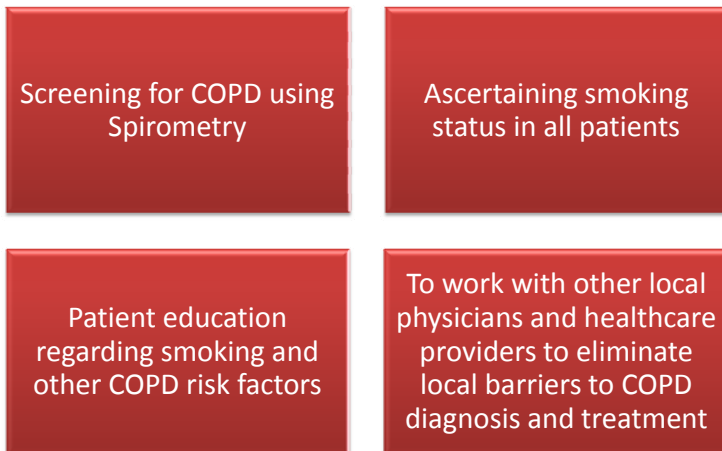 Screening for COPD using
Spirometry
Ascertaining smoking
status in all patients
Patient education
regarding smoking and
other COPD risk factors
To work with other local
physicians and healthcare
providers to eliminate
local barriers to COPD
diagnosis and treatment